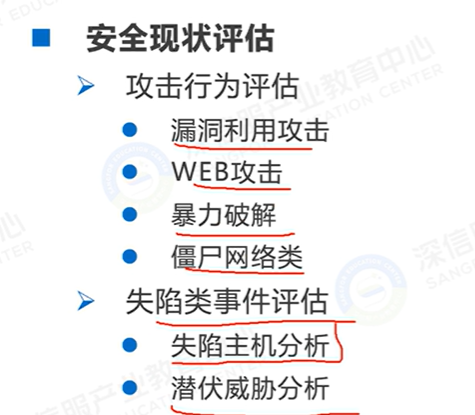 安全现状评估
攻击行为评估
漏洞利用攻击
WEB攻击
暴力破解
僵尸网络类
失陷类事件评估
失陷主机分析
潜伏威胁分析